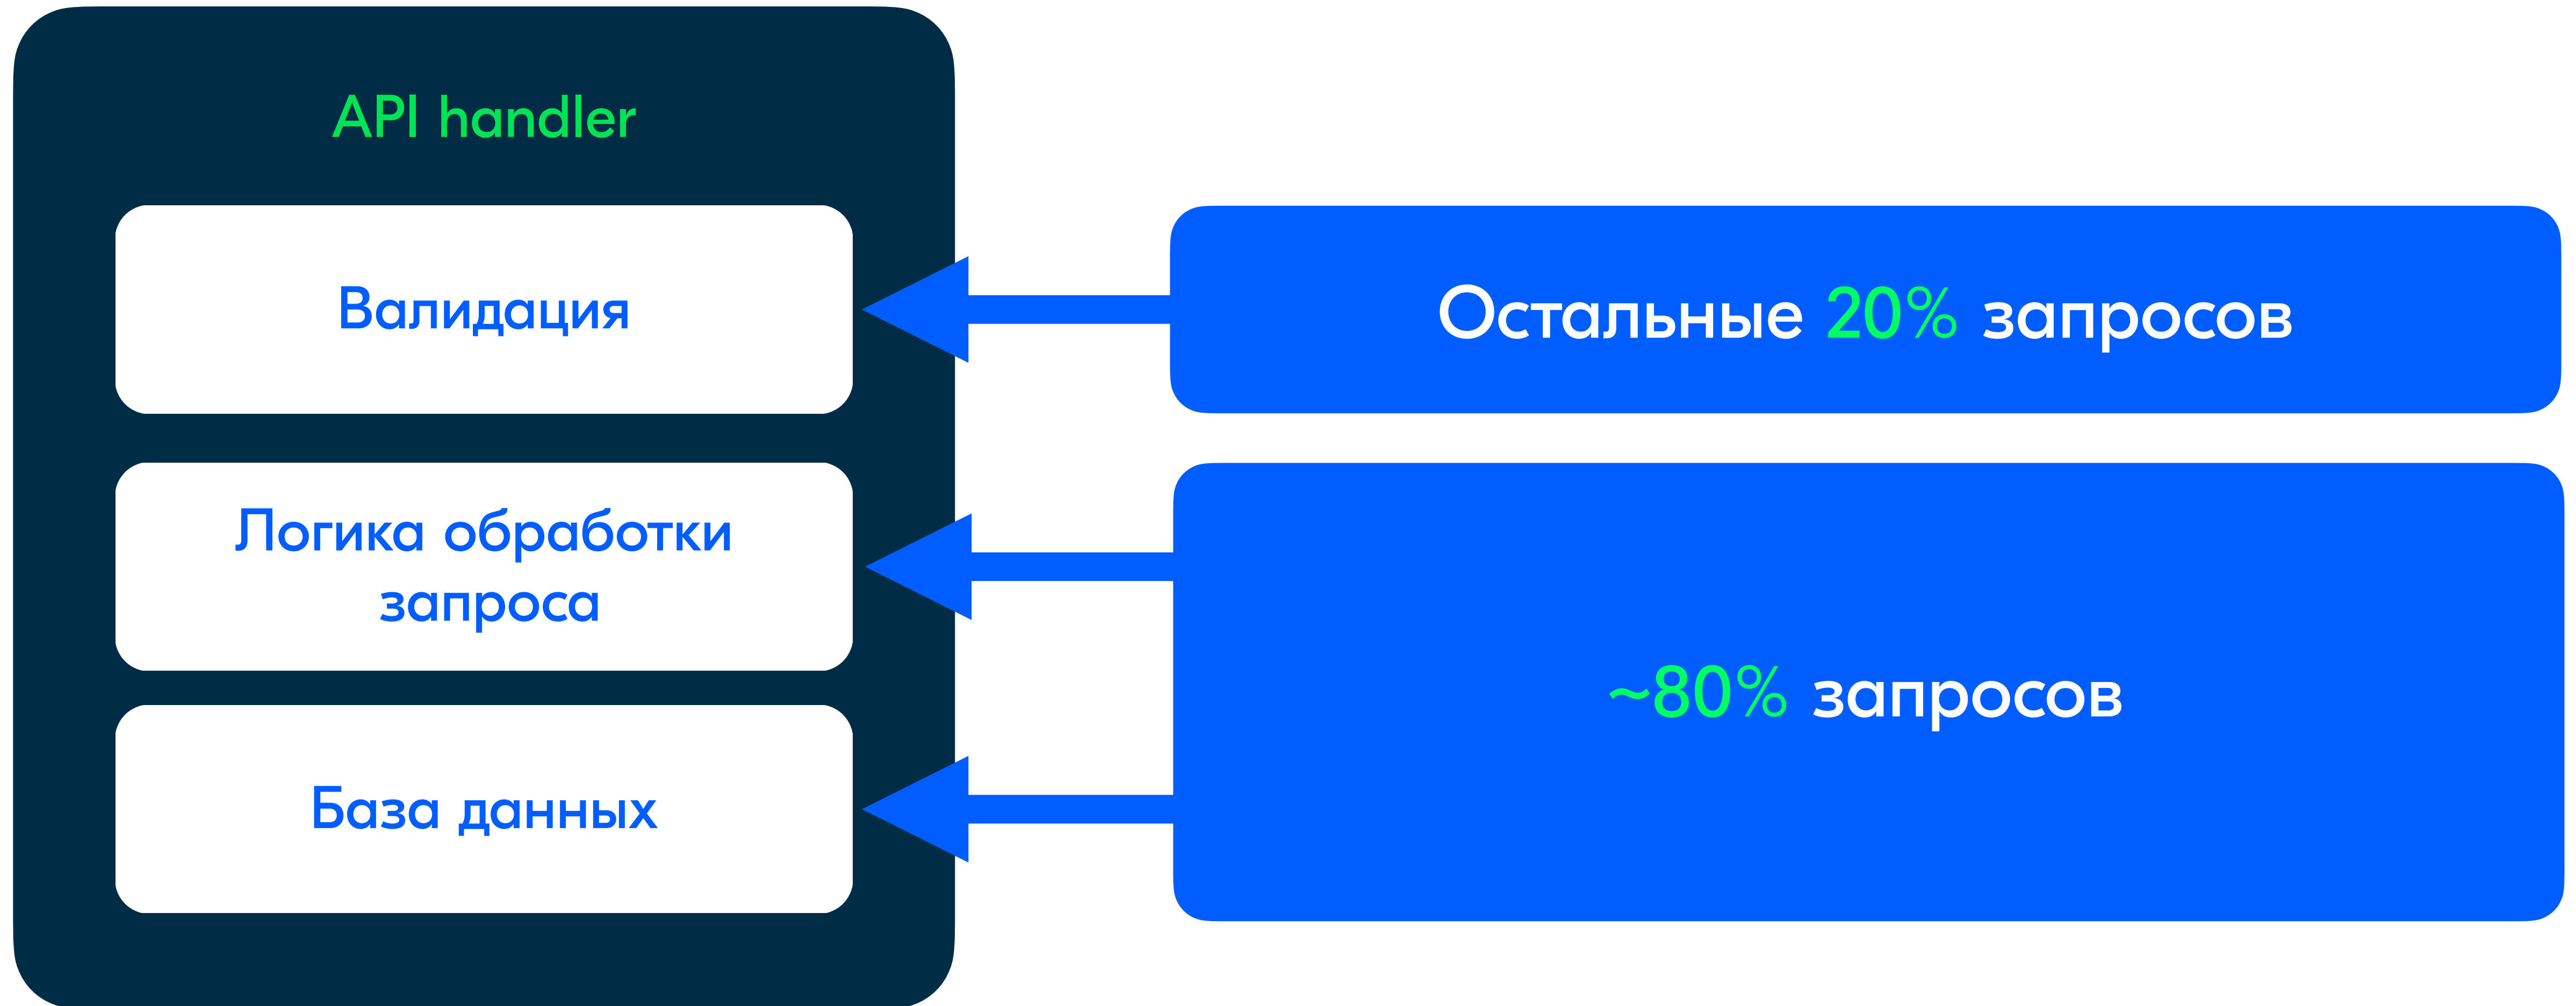 API handler
Валидация
Остальные 20% запросов
Логика обработки
запроса
~80% запросов
База данных